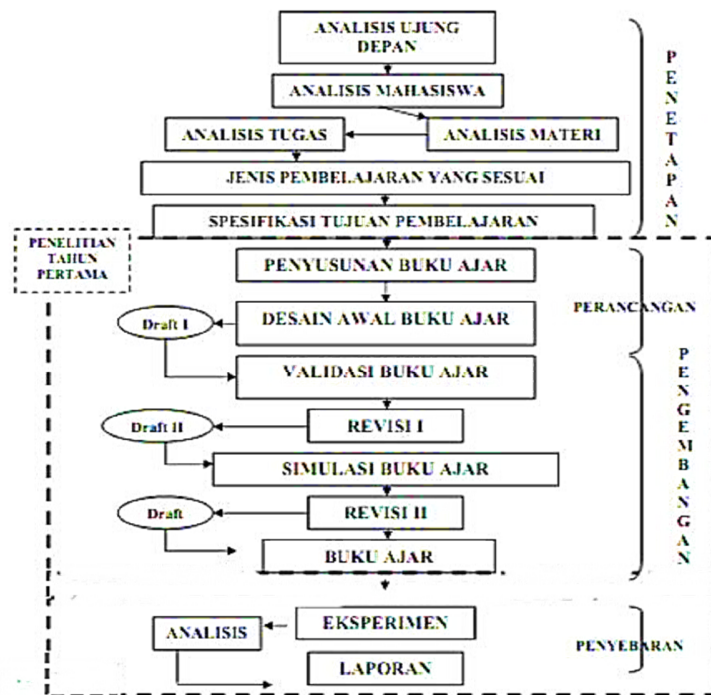 ANALISIS UJUNG
DEPAN
ANALISIS MAHASISWA
ANALISIS TUGAS
ANALISIS MATERI
JENIS PEMBELAJARAN YANG SESUAI
SPESIFIKASI TUJUAN PEMBELAJARAN
PENETAPAN
PENELITIAN
TAHUN
PERTAMA
PENYUSUNAN BUKU AJAR
Draft I
DESAIN AWAL BUKU AJAR
PERANCANGAN
VALIDASI BUKU AJAR
Draft II
REVISI I
SIMULASI BUKU AJAR
Draft
REVISI II
BUKU AJAR
PENGEMBANGAN
EKSPERIMEN
ANALISIS
LAPORAN
PENYEBARAN